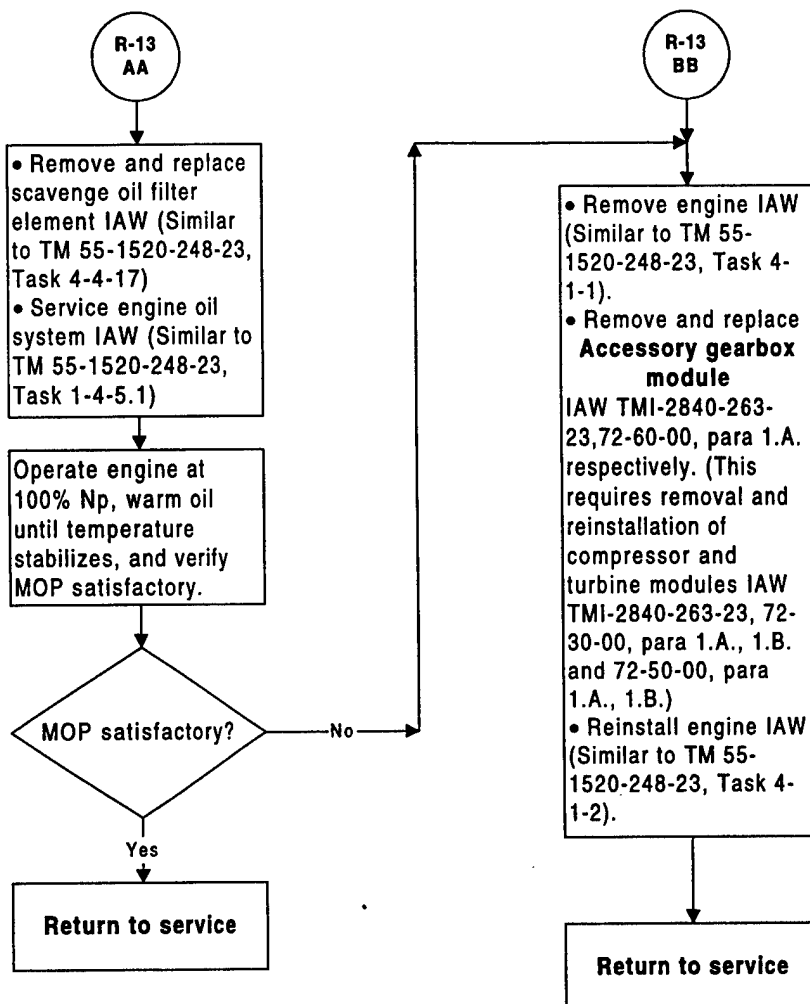 R-13
AA
• Remove and replace
scavenge oil filter
element IAW (Similar
to TM 55-1520-248-23,
Task 4-4-17)
• Service engine oil
system IAW (Similar to
TM 55-1520-248-23,
Task 1-4-5.1)
Operate engine at
100% Np, warm oil
until temperature
stabilizes, and verify
MOP satisfactory.
MOP satisfactory?
No
Yes
Return to service
R-13
BB
• Remove engine IAW
(Similar to TM 55-
1520-248-23, Task 4-
1-1).
• Remove and replace
Accessory gearbox
module
IAW TMI-2840-263-
23,72-60-00, para 1.A.
respectively. (This
requires removal and
reinstallation of
compressor and
turbine modules IAW
TMI-2840-263-23, 72-
30-00, para 1.A., 1.B.
and 72-50-00, para
1.A., 1.B.)
• Reinstall engine IAW
(Similar to TM 55-
1520-248-23, Task 4-
1-2).
Return to service